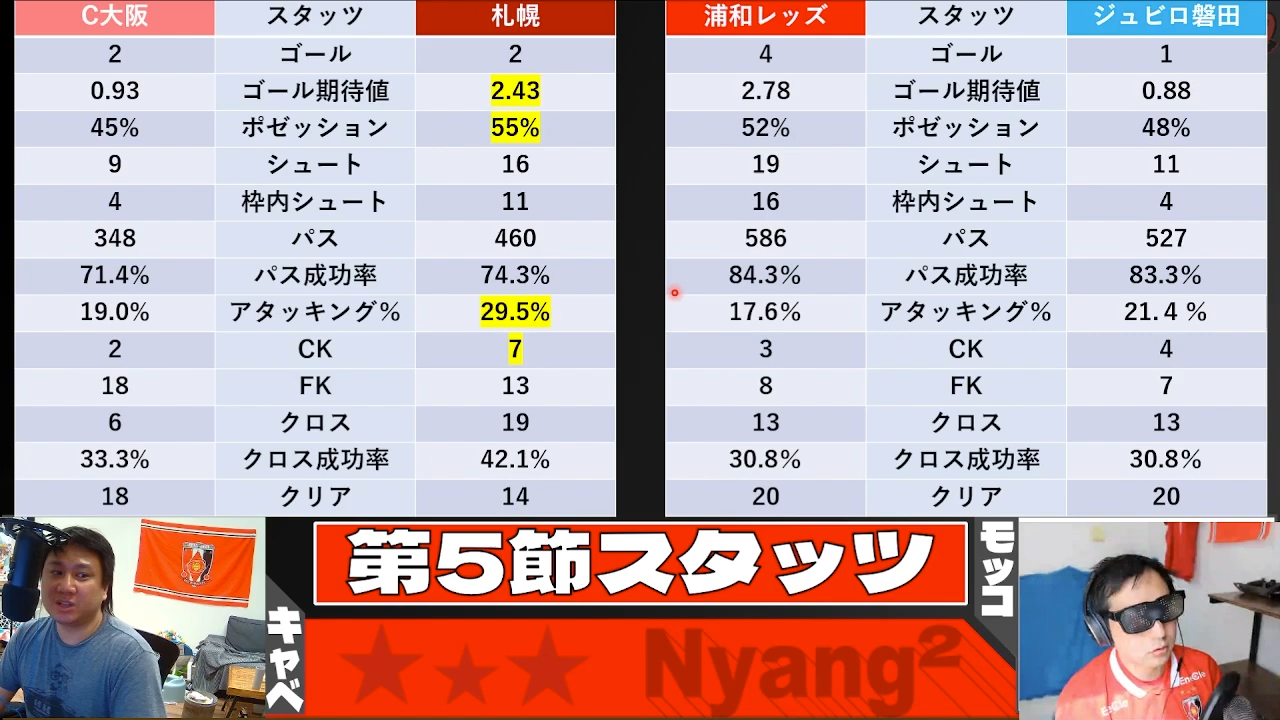 C大阪 スタッツ 札幌
2 ゴール 2
0.93 ゴール期待値 2.43
45% ポゼッション 55%
9 シュート 16
4 枠内シュート 11
348 パス 460
71.4% パス成功率 74.3%
19.0% アタッキング% 29.5%
2 CK 7
18 FK 13
6 クロス 19
33.3% クロス成功率 42.1%
18 クリア 14
浦和レッズ スタッツ ジュビロ磐田
4 ゴール 1
2.78 ゴール期待値 0.88
52% ポゼッション 48%
19 シュート 11
16 枠内シュート 4
586 パス 527
84.3% パス成功率 83.3%
17.6% アタッキング% 21.4 %
3 CK 4
8 FK 7
13 クロス 13
30.8% クロス成功率 30.8%
20 クリア 20
第5節スタッツ
キャベ
モッコ
★★★ Nyang²